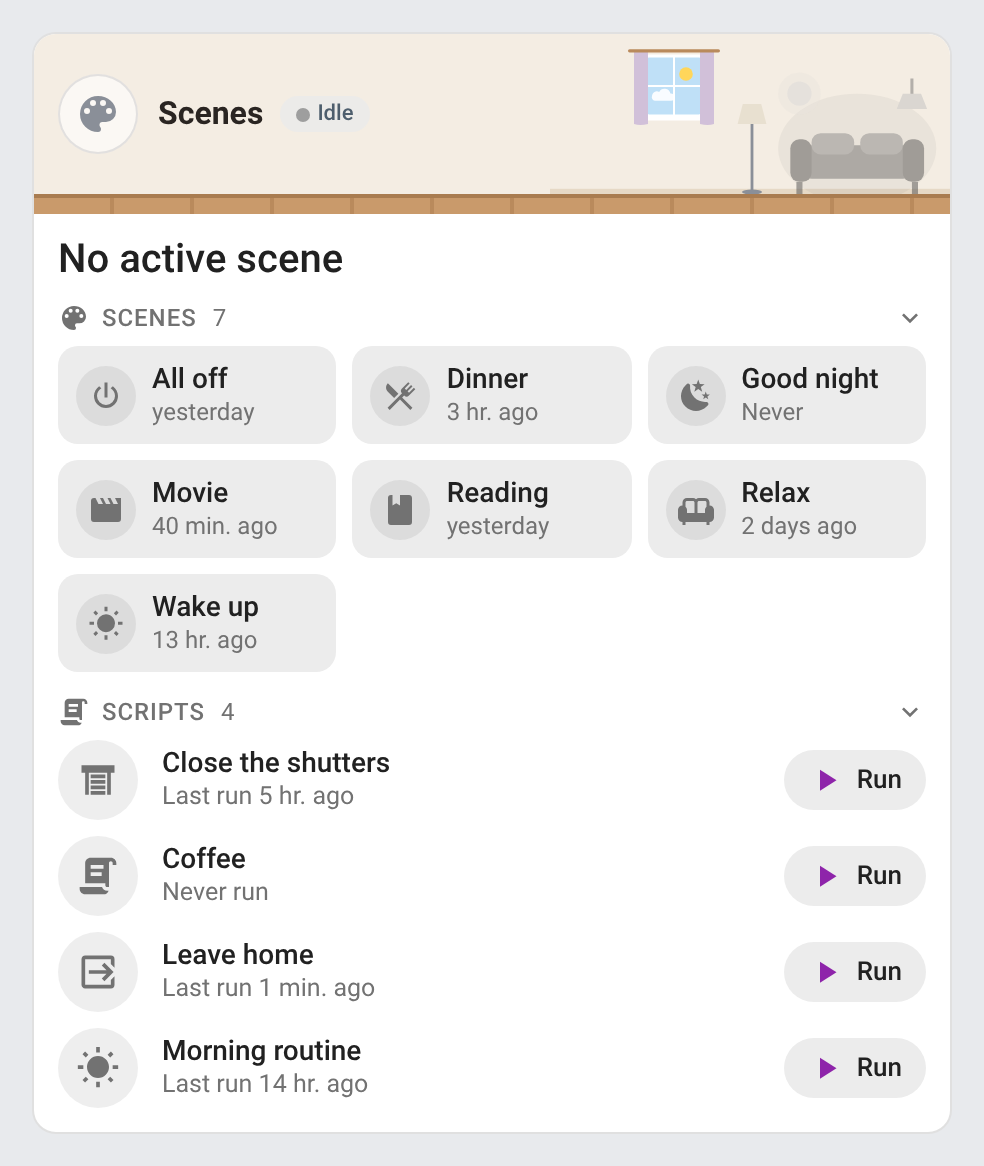 Scenes
Idle
No active scene
SCENES 7
All off
yesterday
Dinner
3 hr. ago
Good night
Never
Movie
40 min. ago
Reading
yesterday
Relax
2 days ago
Wake up
13 hr. ago
SCRIPTS 4
Close the shutters
Last run 5 hr. ago
Run
Coffee
Never run
Run
Leave home
Last run 1 min. ago
Run
Morning routine
Last run 14 hr. ago
Run